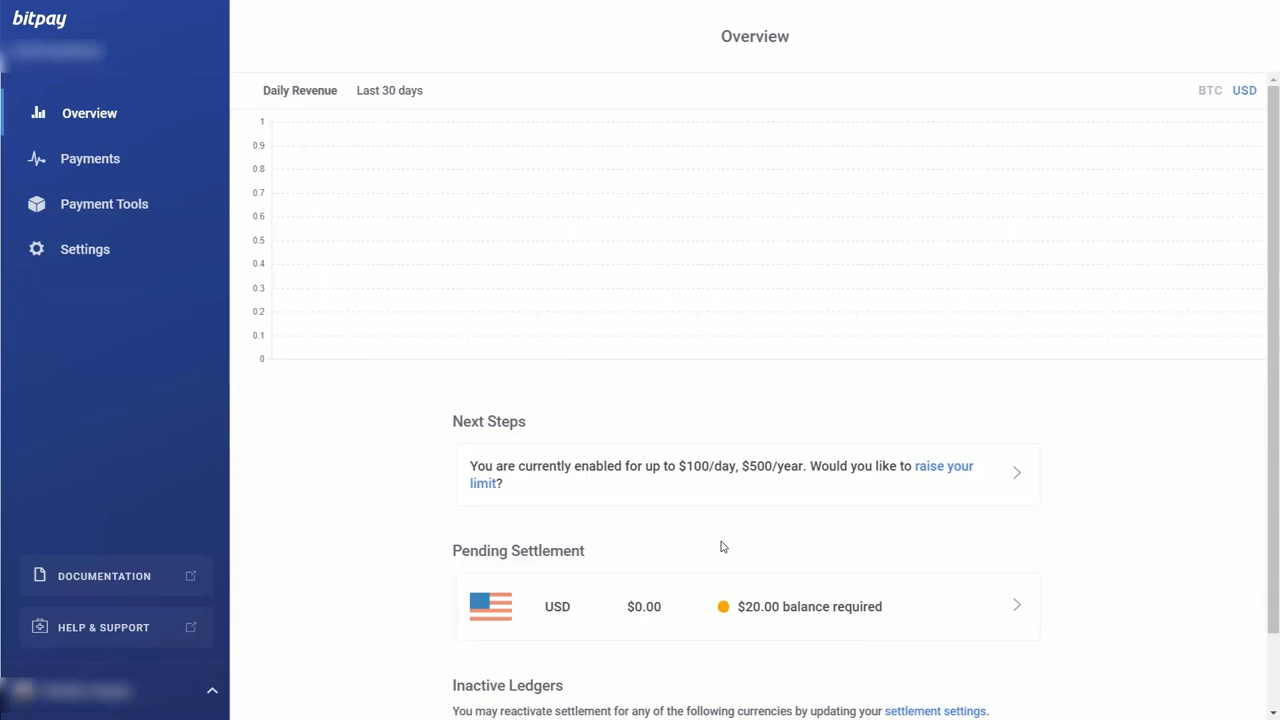 bitpay
Overview
Payments
Payment Tools
Settings
DOCUMENTATION
HELP & SUPPORT
Overview
Daily Revenue Last 30 days BTC USD
1
0.9
0.8
0.7
0.6
0.5
0.4
0.3
0.2
0.1
0
Next Steps
You are currently enabled for up to $100/day, $500/year. Would you like to raise your
limit?
Pending Settlement
USD $0.00 $20.00 balance required
Inactive Ledgers
You may reactivate settlement for any of the following currencies by updating your settlement settings.